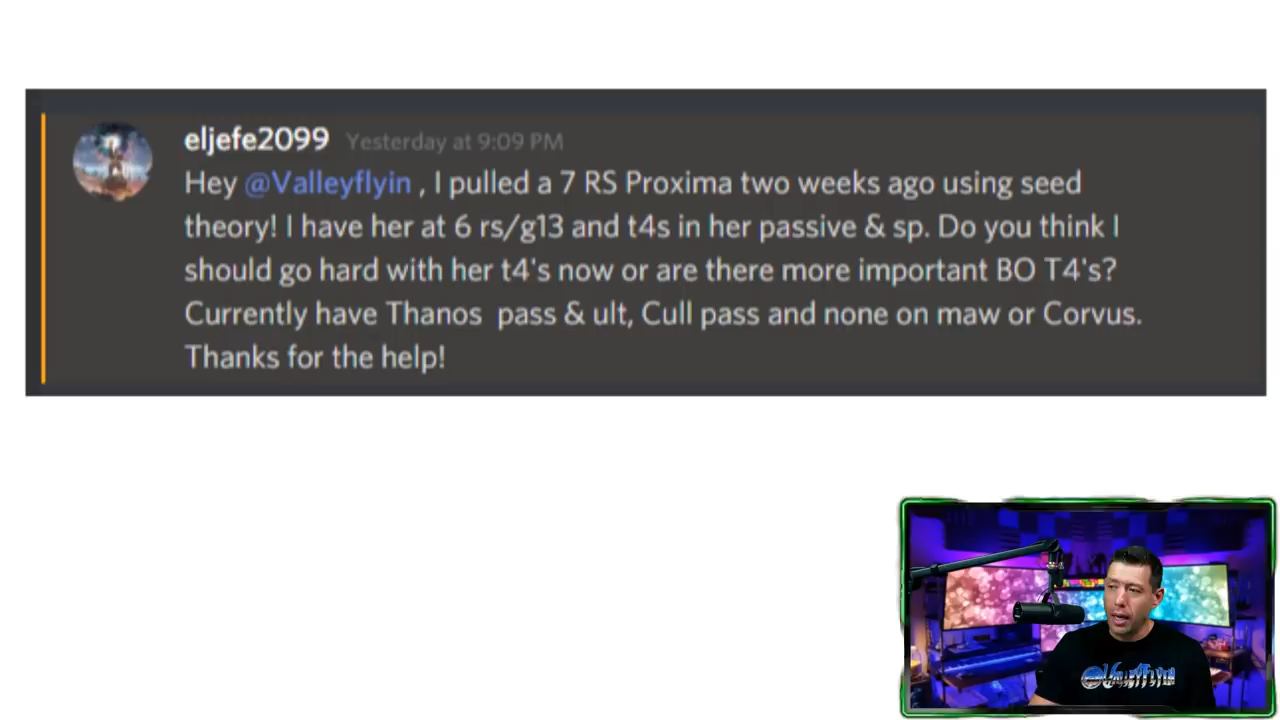 eljefe2099 Yesterday at 9:09 PM
Hey @Valleyflyin , I pulled a 7 RS Proxima two weeks ago using seed
theory! I have her at 6 rs/g13 and t4s in her passive & sp. Do you think I
should go hard with her t4's now or are there more important BO T4's?
Currently have Thanos  pass & ult, Cull pass and none on maw or Corvus.
Thanks for the help!
VALLEYFLYIN